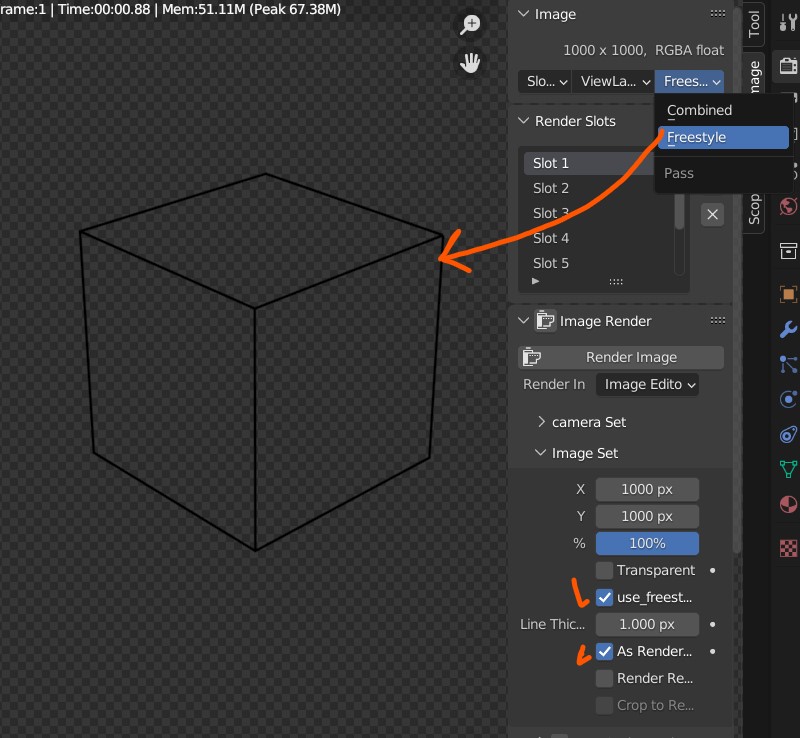 rame:1 | Time:00:00.88 | Mem:51.11M (Peak 67.38M)
Image
1000 x 1000, RGBA float
Slo...
ViewLa...
Frees...
Combined
Freestyle
Pass
Render Slots
Slot 1
Slot 2
Slot 3
Slot 4
Slot 5
Image Render
Render Image
Render In
Image Edito
camera Set
Image Set
X
1000 px
Y
1000 px
%
100%
Transparent
use_freest...
Line Thic...
1.000 px
As Render...
Render Re...
Crop to Re...
Tool
mage
Scop